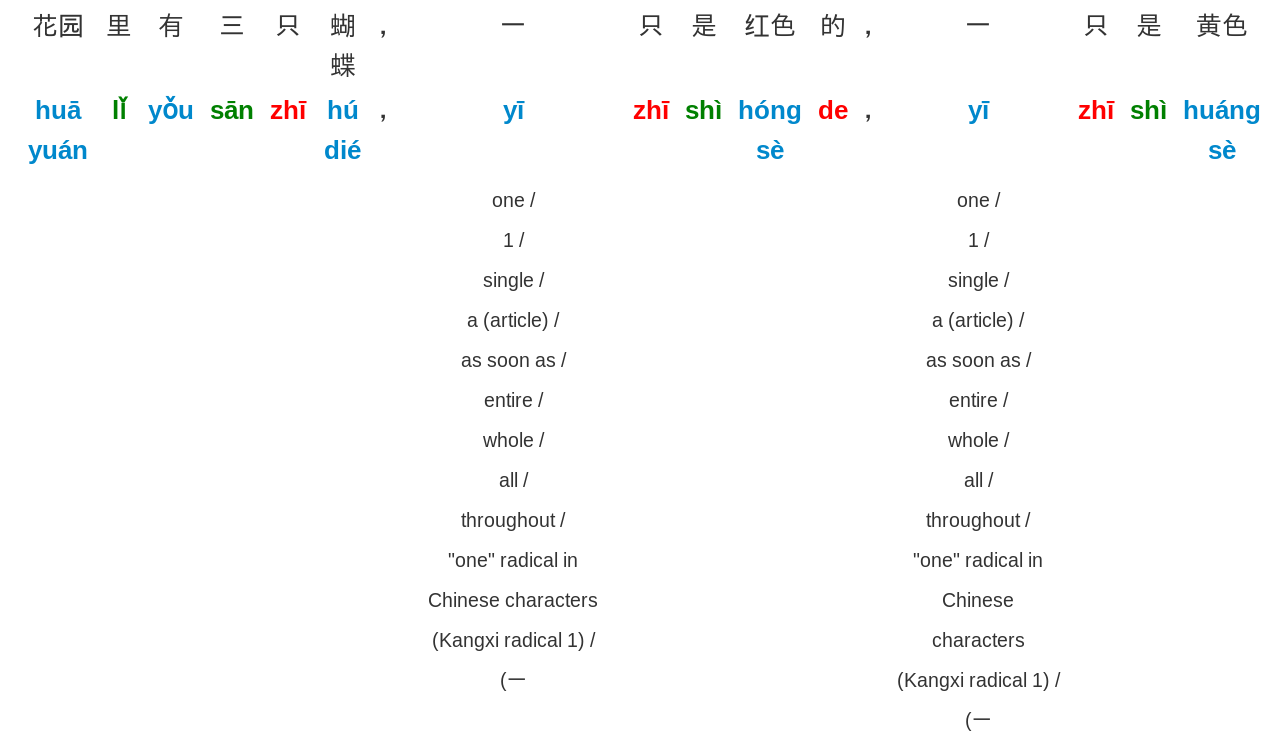 花园 里 有 三 只 蝴 , 一 只 是 红色 的 , 一 只 是 黄色
蝶
huā lǐ yǒu sān zhī hú , yī zhī shì hóng de , yī zhī shì huáng
yuán dié sè sè
one / one /
1 / 1 /
single / single /
a (article) / a (article) /
as soon as / as soon as /
entire / entire /
whole / whole /
all / all /
throughout / throughout /
"one" radical in "one" radical in
Chinese characters Chinese
(Kangxi radical 1) / characters
(一 (Kangxi radical 1) /
(一